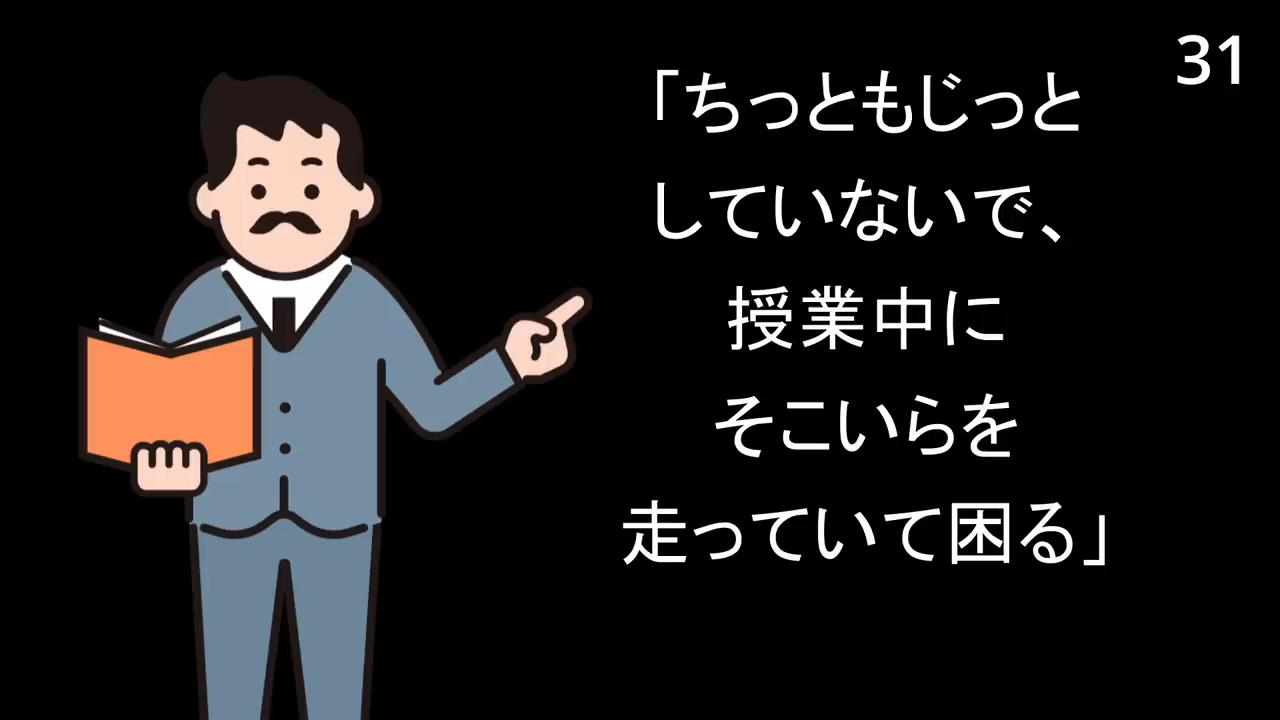 31
「ちっともじっと
していないで、
授業中に
そこいらを
走っていて困る」